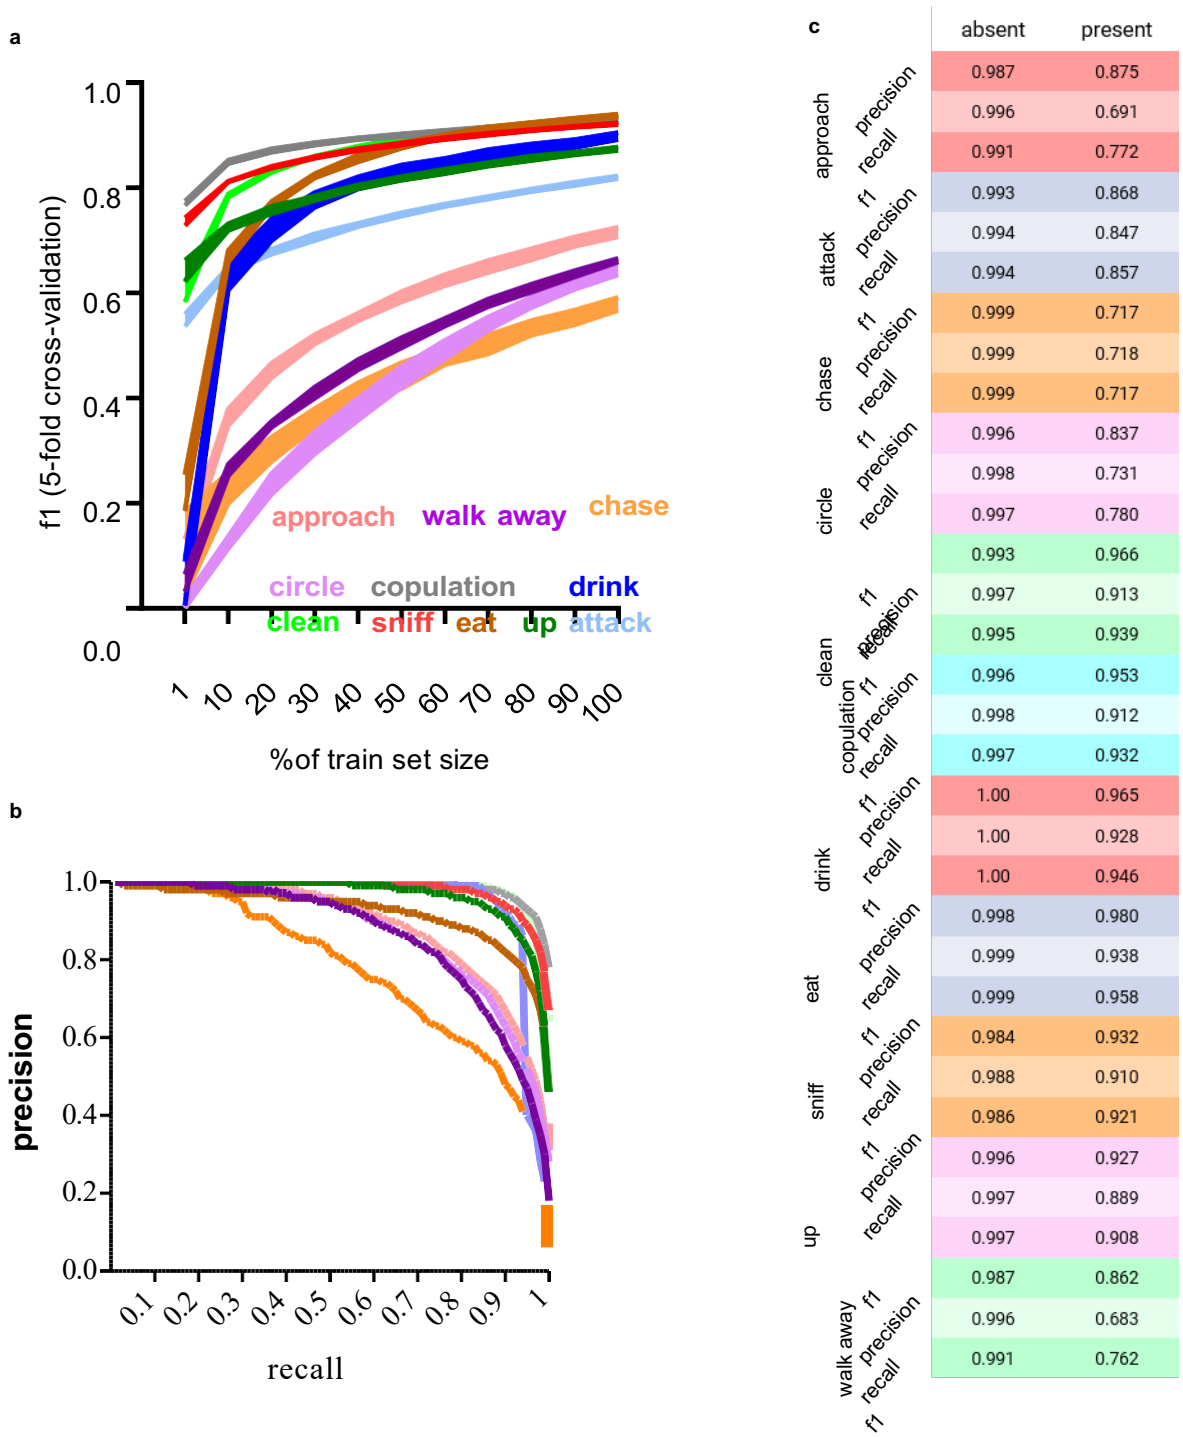 a
1.0
0.8
0.6
0.4
0.2
0.0
f1 (5-fold cross-validation)
approach walk away chase
circle copulation drink
clean sniff eat up attack
1 10 20 30 40 50 60 70 80 90 100
%of train set size
b
1.0
0.8
0.6
0.4
0.2
0.0
precision
0.1 0.2 0.3 0.4 0.5 0.6 0.7 0.8 0.9 1
recall
c
absent present
approach
precision 0.987 0.875
recall 0.996 0.691
f1 0.991 0.772
attack
precision 0.993 0.868
recall 0.994 0.847
f1 0.994 0.857
chase
precision 0.999 0.717
recall 0.999 0.718
f1 0.999 0.717
circle
precision 0.996 0.837
recall 0.998 0.731
f1 0.997 0.780
clean
precision 0.993 0.966
recall 0.997 0.913
f1 0.995 0.939
copulation
precision 0.996 0.953
recall 0.998 0.912
f1 0.997 0.932
drink
precision 1.00 0.965
recall 1.00 0.928
f1 1.00 0.946
eat
precision 0.998 0.980
recall 0.999 0.938
f1 0.999 0.958
sniff
precision 0.984 0.932
recall 0.988 0.910
f1 0.986 0.921
up
precision 0.996 0.927
recall 0.997 0.889
f1 0.997 0.908
walk away
precision 0.987 0.862
recall 0.996 0.683
f1 0.991 0.762